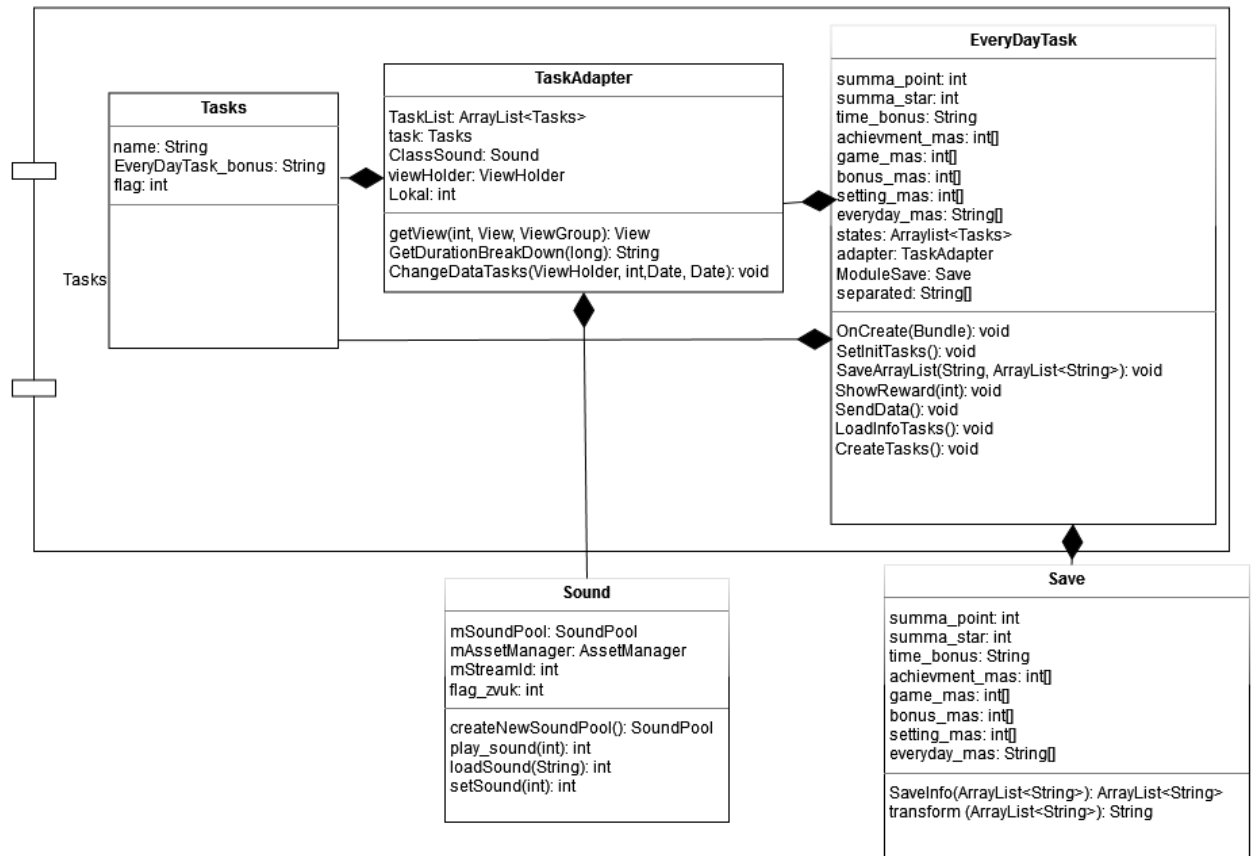 Tasks
name: String
EveryDayTask_bonus: String
flag: int
Tasks
TaskAdapter
TaskList: ArrayList<Tasks>
task: Tasks
ClassSound: Sound
viewHolder: ViewHolder
Lokal: int
getView(int, View, ViewGroup): View
GetDurationBreakDown(long): String
ChangeDataTasks(ViewHolder, int,Date, Date): void
EveryDayTask
summa_point: int
summa_star: int
time_bonus: String
achievment_mas: int[]
game_mas: int[]
bonus_mas: int[]
setting_mas: int[]
everyday_mas: String[]
states: Arraylist<Tasks>
adapter: TaskAdapter
ModuleSave: Save
separated: String[]
OnCreate(Bundle): void
SetInitTasks(): void
SaveArrayList(String, ArrayList<String>): void
ShowReward(int): void
SendData(): void
LoadInfoTasks(): void
CreateTasks(): void
Sound
mSoundPool: SoundPool
mAssetManager: AssetManager
mStreamId: int
flag_zvuk: int
createNewSoundPool(): SoundPool
play_sound(int): int
loadSound(String): int
setSound(int): int
Save
summa_point: int
summa_star: int
time_bonus: String
achievment_mas: int[]
game_mas: int[]
bonus_mas: int[]
setting_mas: int[]
everyday_mas: String[]
SaveInfo(ArrayList<String>): ArrayList<String>
transform (ArrayList<String>): String